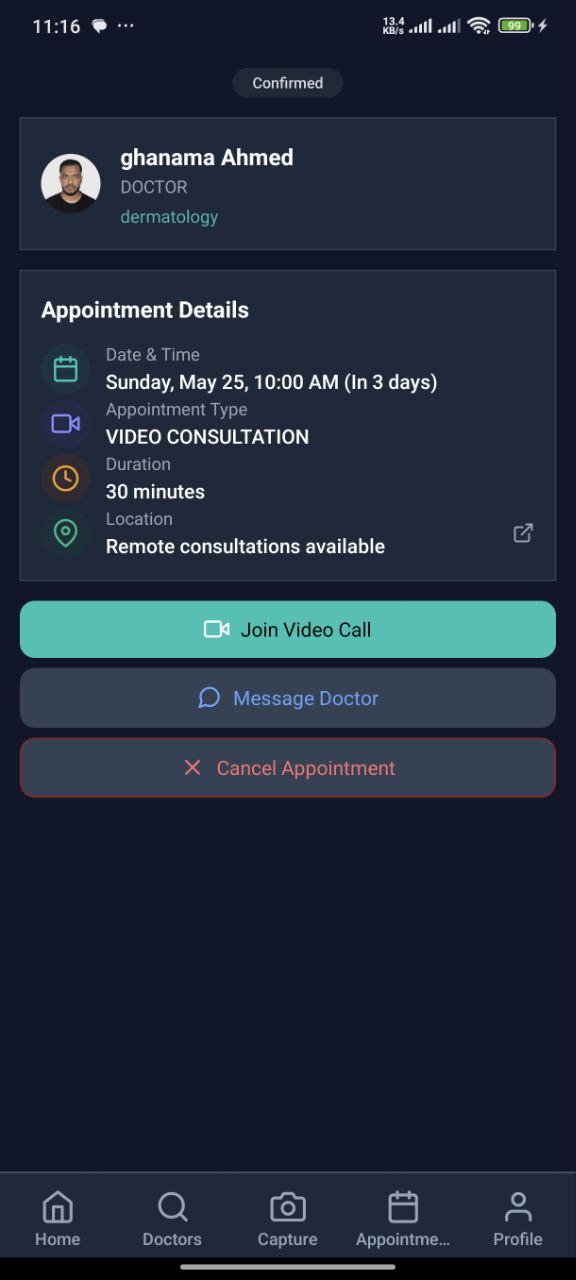 11:16 ... 13.4 KB/s 99
Confirmed
ghanama Ahmed
DOCTOR
dermatology
Appointment Details
Date & Time
Sunday, May 25, 10:00 AM (In 3 days)
Appointment Type
VIDEO CONSULTATION
Duration
30 minutes
Location
Remote consultations available
Join Video Call
Message Doctor
Cancel Appointment
Home Doctors Capture Appointme... Profile